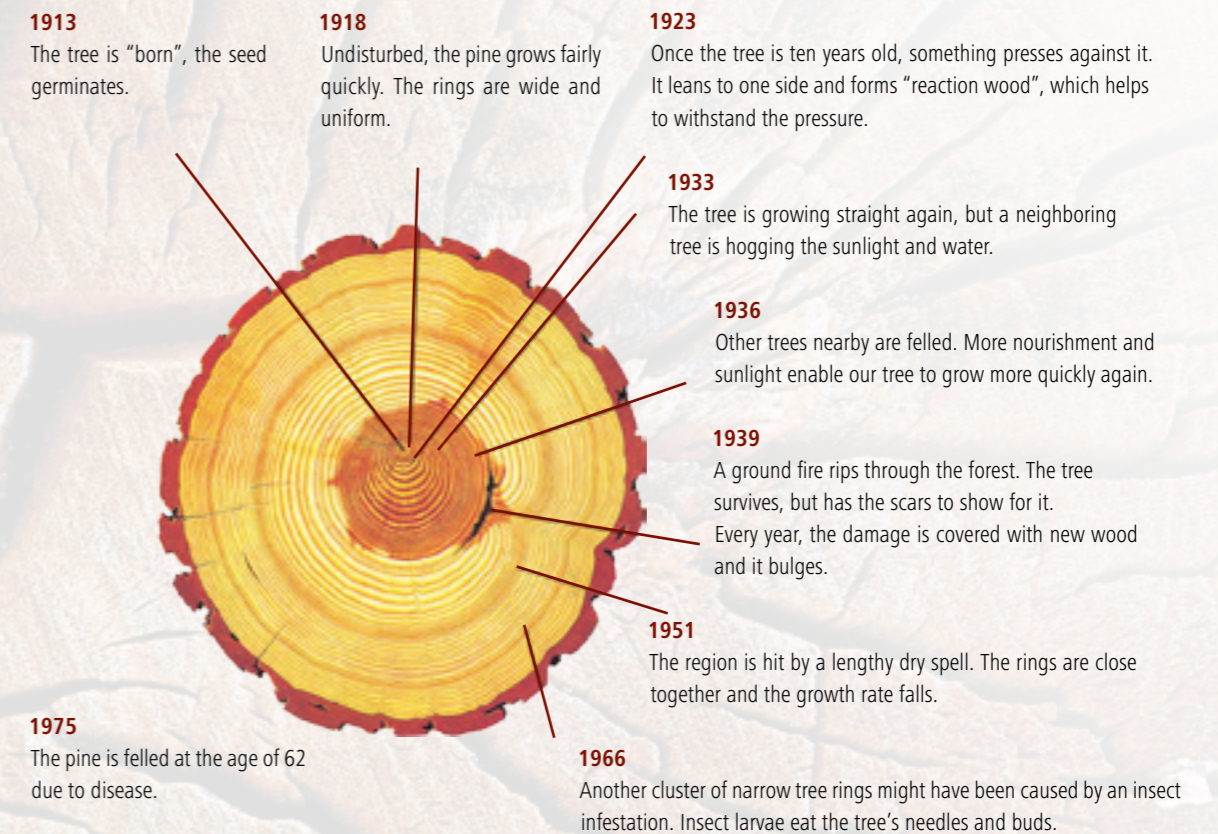 1913
The tree is “born”, the seed
germinates.
1918
Undisturbed, the pine grows fairly
quickly. The rings are wide and
uniform.
1923
Once the tree is ten years old, something presses against it.
It leans to one side and forms “reaction wood”, which helps
to withstand the pressure.
1933
The tree is growing straight again, but a neighboring
tree is hogging the sunlight and water.
1936
Other trees nearby are felled. More nourishment and
sunlight enable our tree to grow more quickly again.
1939
A ground fire rips through the forest. The tree
survives, but has the scars to show for it.
Every year, the damage is covered with new wood
and it bulges.
1951
The region is hit by a lengthy dry spell. The rings are close
together and the growth rate falls.
1966
Another cluster of narrow tree rings might have been caused by an insect
infestation. Insect larvae eat the tree’s needles and buds.
1975
The pine is felled at the age of 62
due to disease.